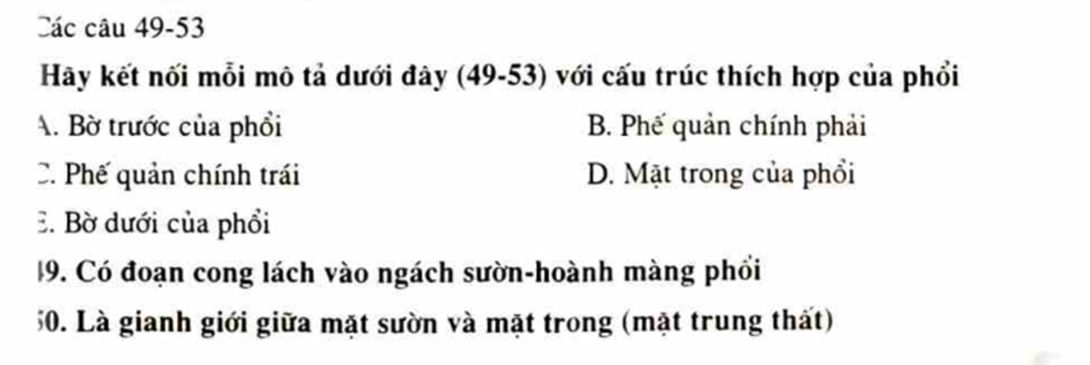 Các câu 49-53
Hãy kết nối mỗi mô tả dưới đây (49-53) với cấu trúc thích hợp của phổi
A. Bờ trước của phổi B. Phế quản chính phải
C. Phế quản chính trái D. Mặt trong của phổi
E. Bờ dưới của phổi
49. Có đoạn cong lách vào ngách sườn-hoành màng phổi
50. Là gianh giới giữa mặt sườn và mặt trong (mặt trung thất)